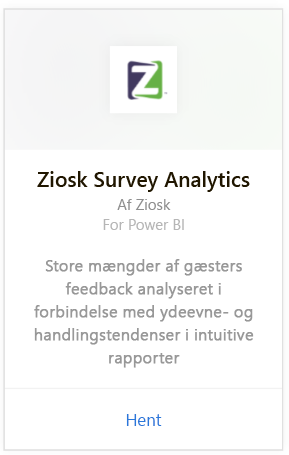 Z
Ziosk Survey Analytics
Af Ziosk
For Power BI
Store mængder af gæsters
feedback analyseret i
forbindelse med ydeevne- og
handlingstendenser i intuitive
rapporter
Hent